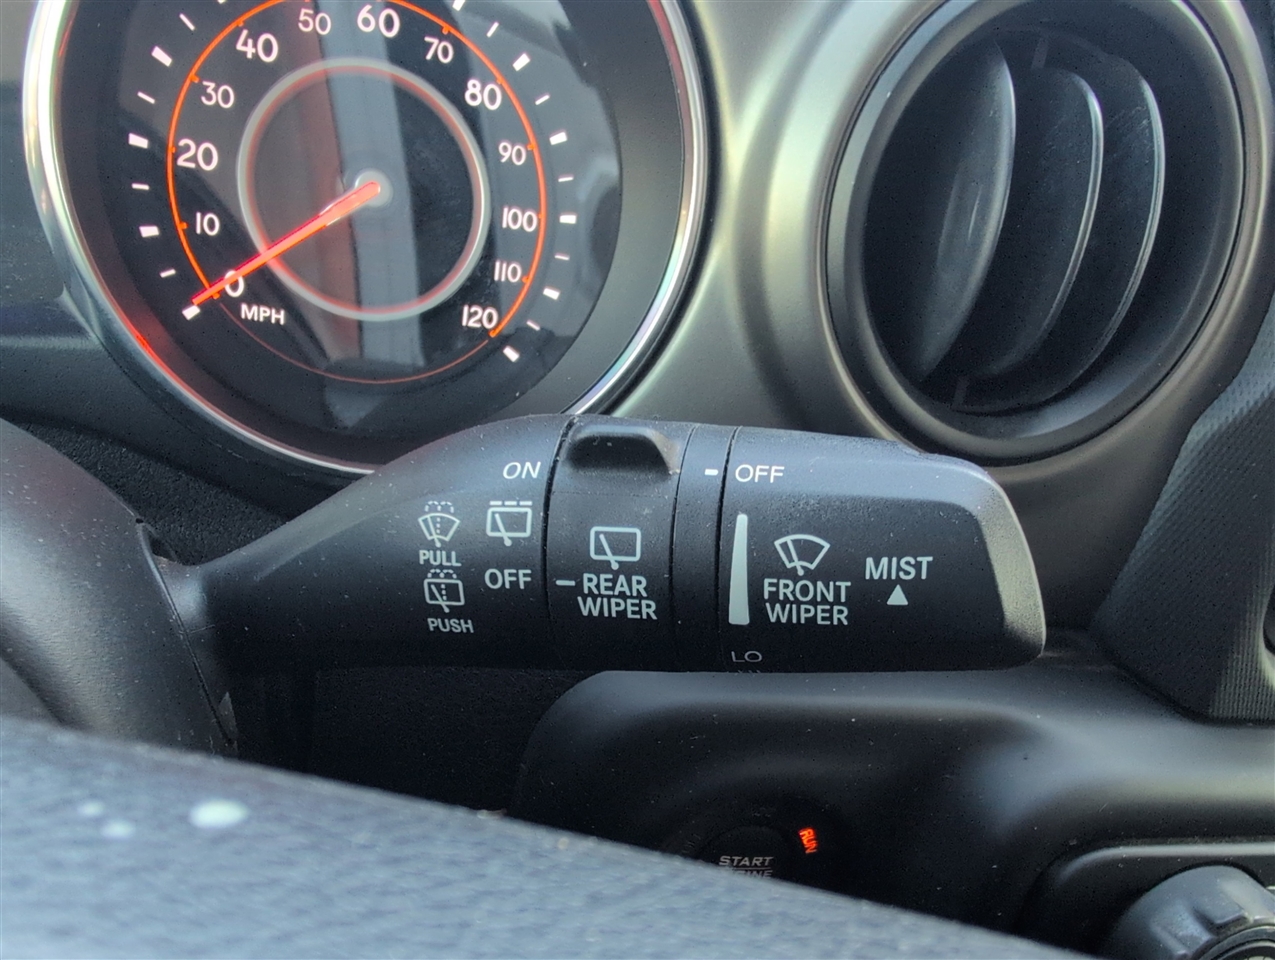 60
50
40
70
30
80
20
90
10
100
0
110
MPH
120
ON
OFF
PULL
OFF
REAR
WIPER
FRONT
WIPER
MIST
PUSH
LO
RUN
START